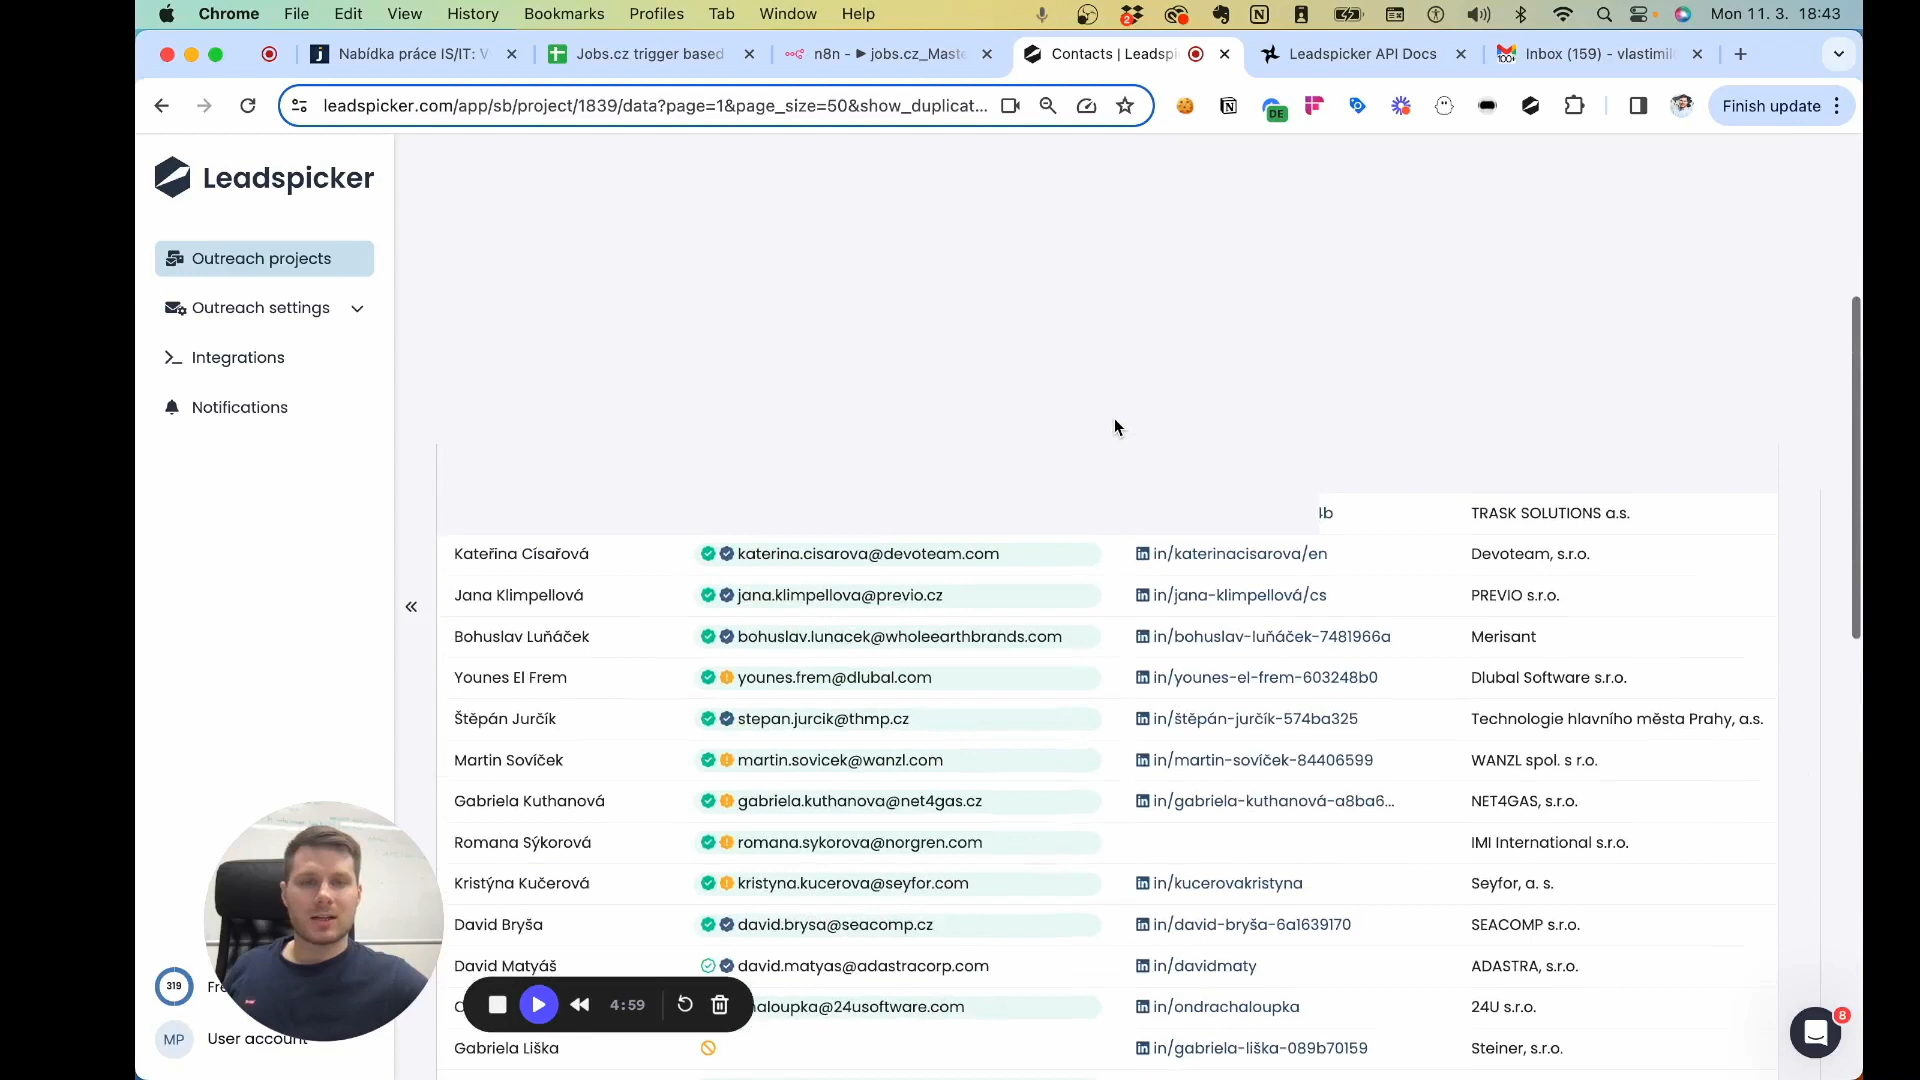 Chrome File Edit View History Bookmarks Profiles Tab Window Help 2 Mon 11. 3. 18:43
Nabídka práce IS/IT: V Jobs.cz trigger based n8n - ▶ jobs.cz_Maste Contacts | Leadspi Leadspicker API Docs 100+ Inbox (159) - vlastimil
leadspicker.com/app/sb/project/1839/data?page=1&page_size=50&show_duplicat... DE Finish update
Leadspicker
Outreach projects
Outreach settings
Integrations
Notifications
4b TRASK SOLUTIONS a.s.
Kateřina Císařová katerina.cisarova@devoteam.com in/katerinacisarova/en Devoteam, s.r.o.
Jana Klimpellová jana.klimpellova@previo.cz in/jana-klimpellová/cs PREVIO s.r.o.
Bohuslav Luňáček bohuslav.lunacek@wholeearthbrands.com in/bohuslav-luňáček-7481966a Merisant
Younes El Frem younes.frem@dlubal.com in/younes-el-frem-603248b0 Dlubal Software s.r.o.
Štěpán Jurčík stepan.jurcik@thmp.cz in/štěpán-jurčík-574ba325 Technologie hlavního města Prahy, a.s.
Martin Sovíček martin.sovicek@wanzl.com in/martin-sovíček-84406599 WANZL spol. s r.o.
Gabriela Kuthanová gabriela.kuthanova@net4gas.cz in/gabriela-kuthanová-a8ba6... NET4GAS, s.r.o.
Romana Sýkorová romana.sykorova@norgren.com IMI International s.r.o.
Kristýna Kučerová kristyna.kucerova@seyfor.com in/kucerovakristyna Seyfor, a. s.
David Bryša david.brysa@seacomp.cz in/david-bryša-6a1639170 SEACOMP s.r.o.
David Matyáš david.matyas@adastracorp.com in/davidmaty ADASTRA, s.r.o.
319 Fre
4:59
haloupka@24usoftware.com in/ondrachaloupka 24U s.r.o.
MP User account
Gabriela Liška in/gabriela-liška-089b70159 Steiner, s.r.o.
8